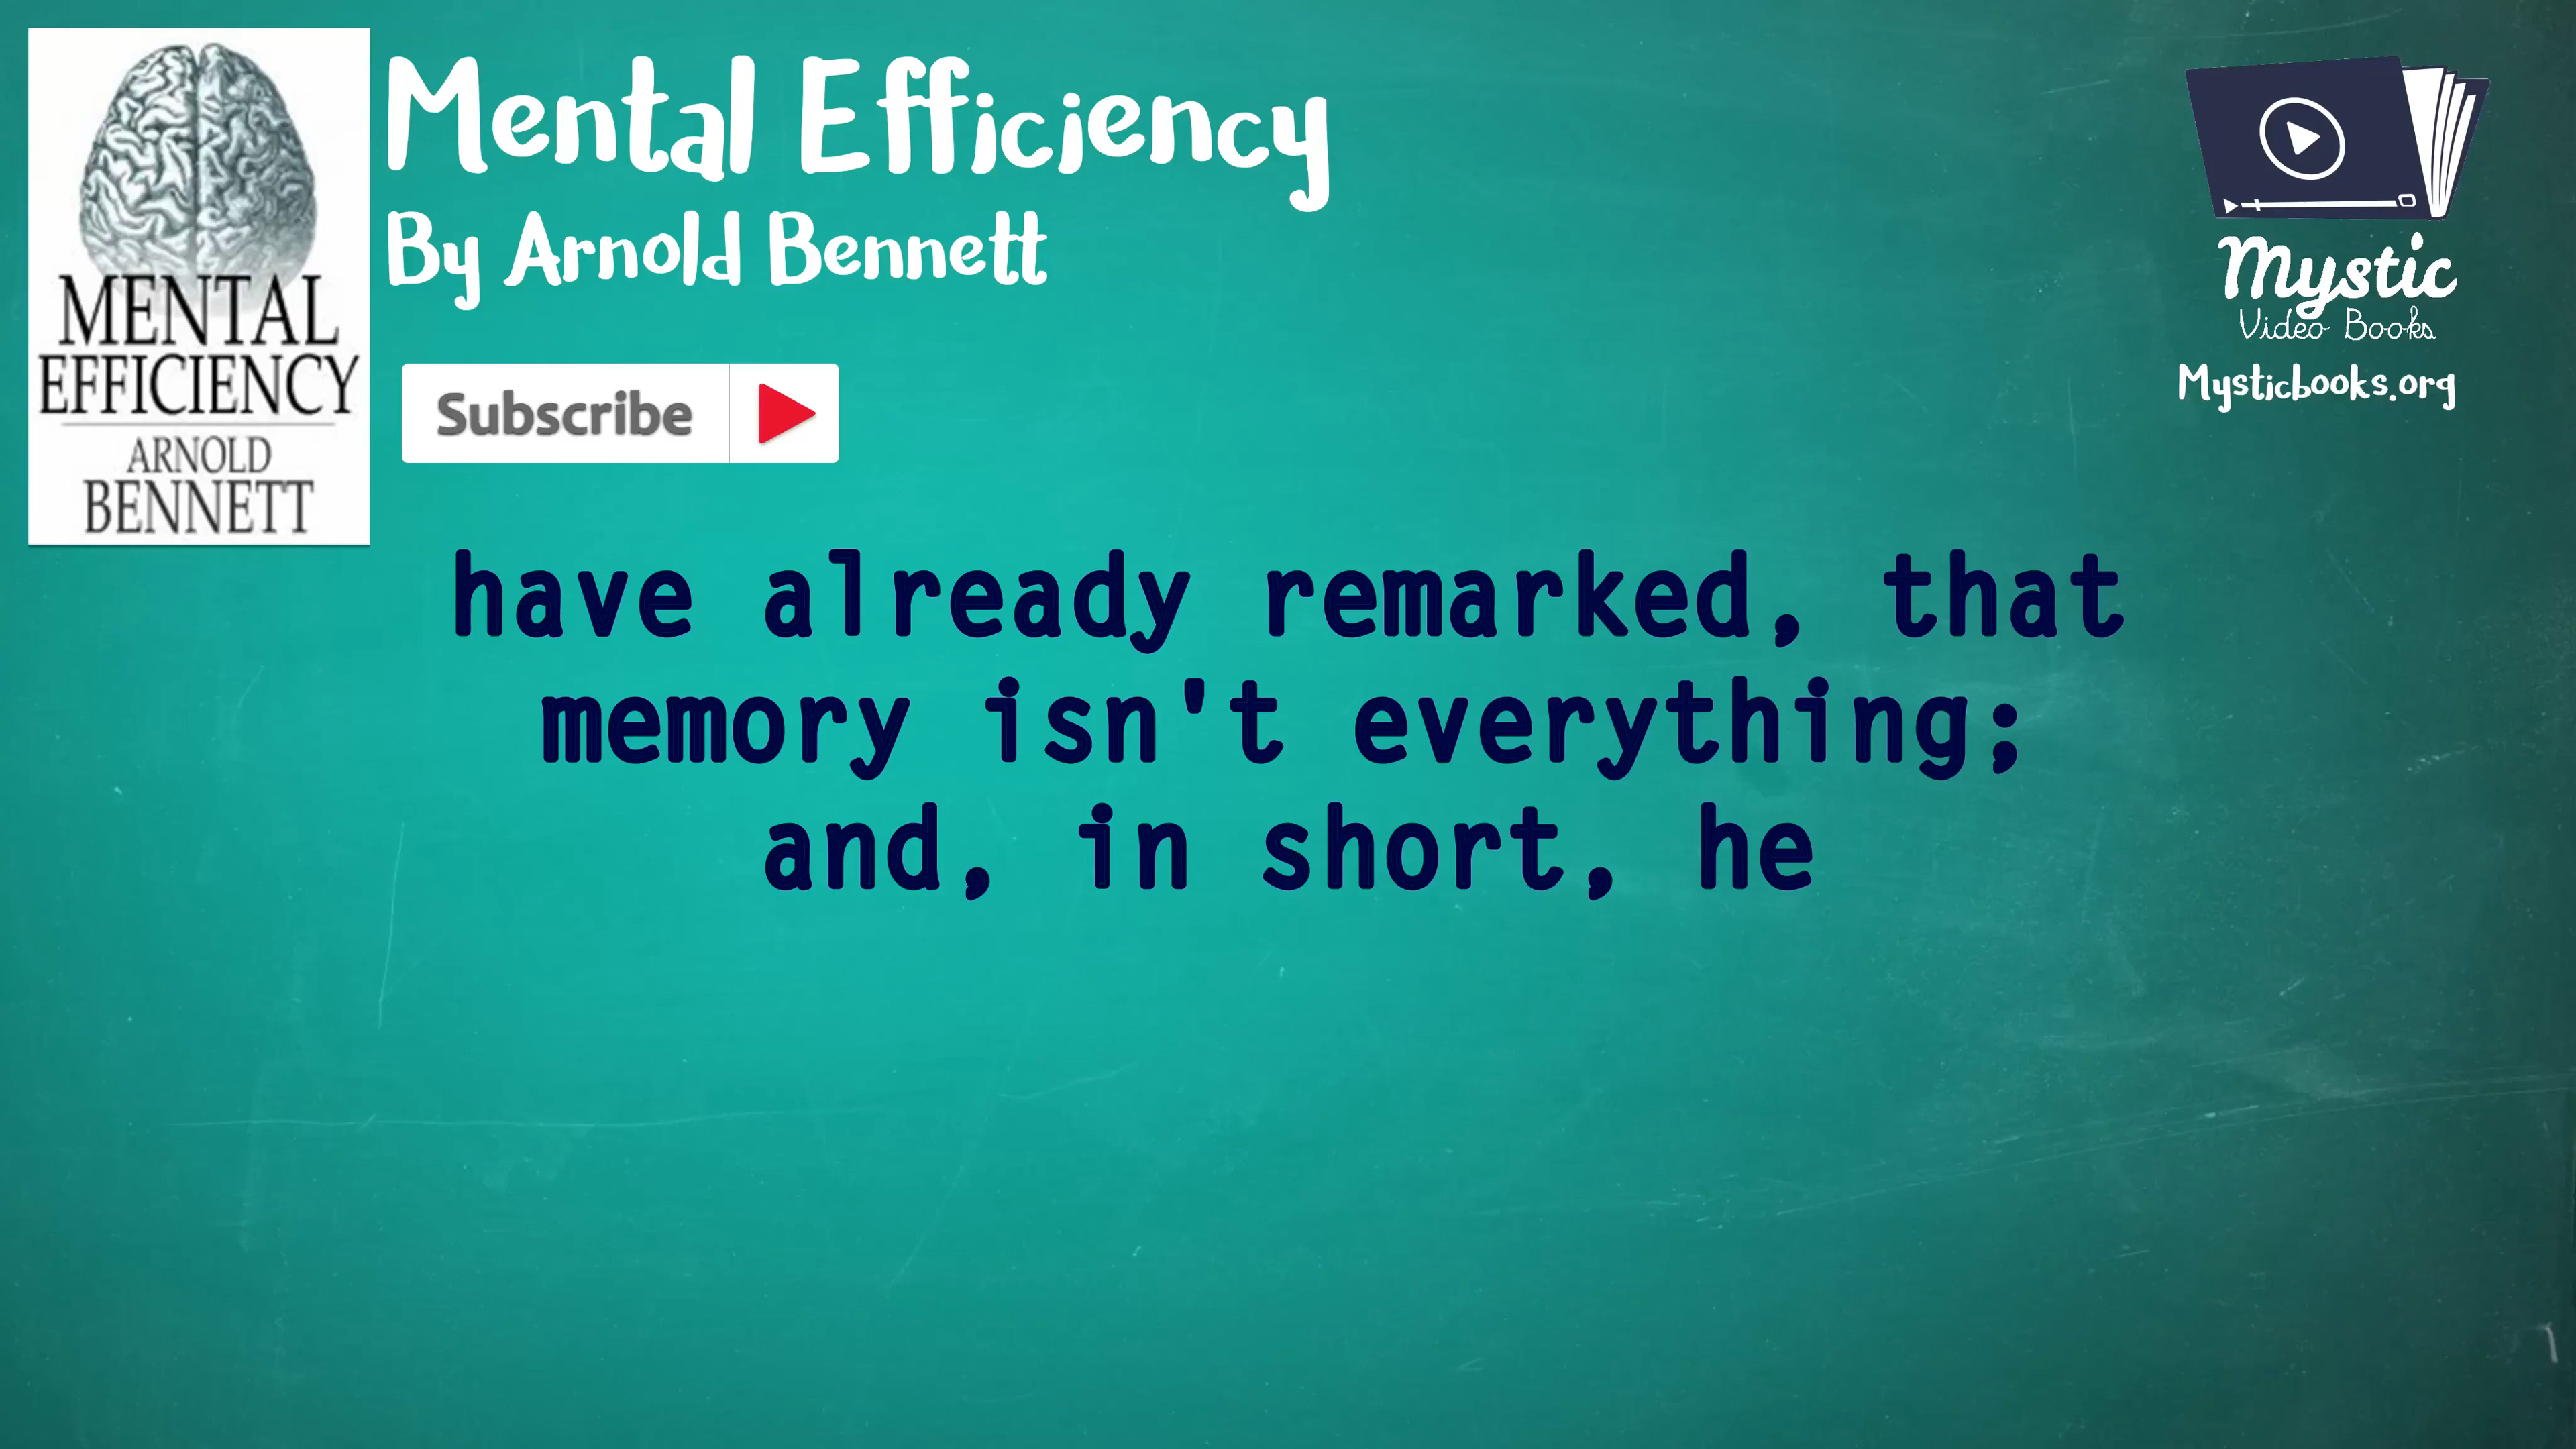 MENTAL
EFFICIENCY
ARNOLD
BENNETT
Mental Efficiency
By Arnold Bennett
Subscribe
Mystic
Video Books
Mysticbooks.org
have already remarked, that
memory isn't everything;
and, in short, he